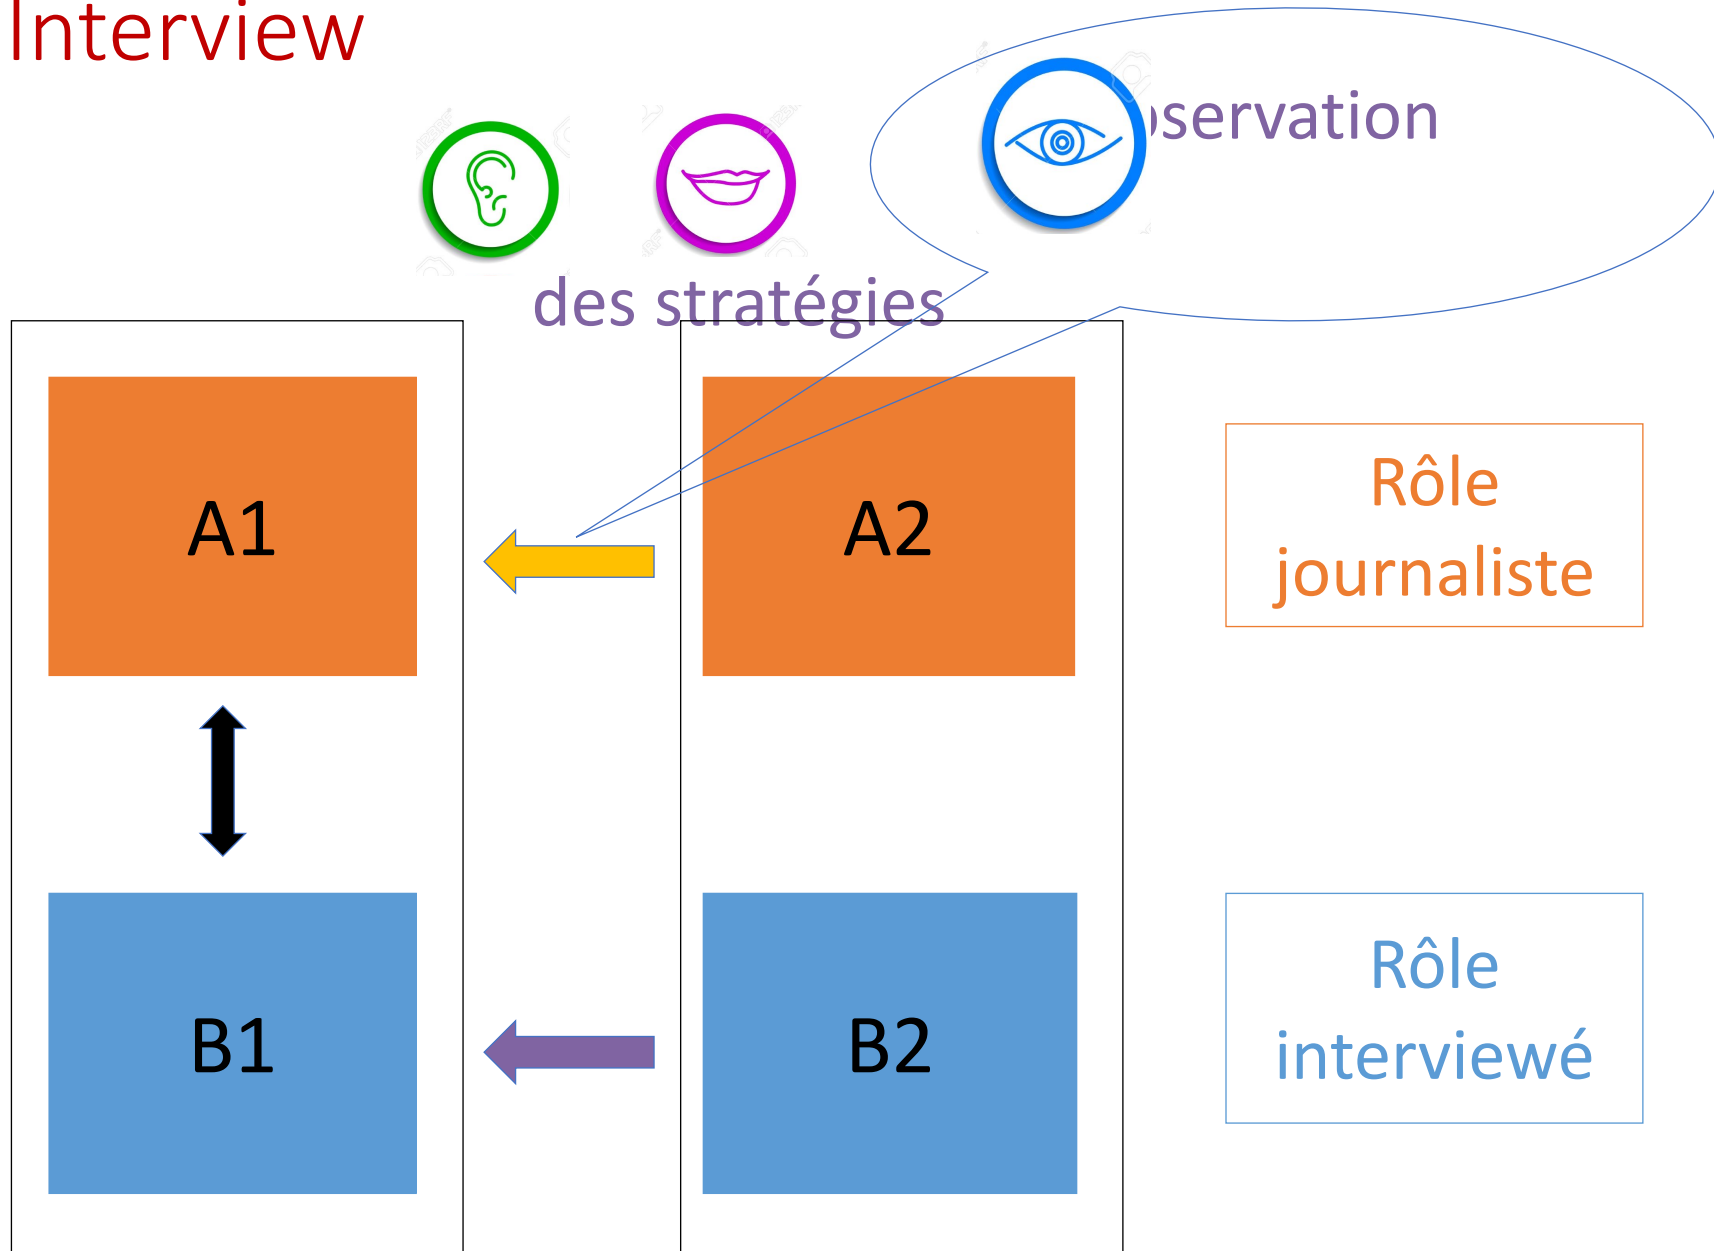 Interview
servation
des stratégies
A1
A2
Rôle
journaliste
B1
B2
Rôle
interviewé